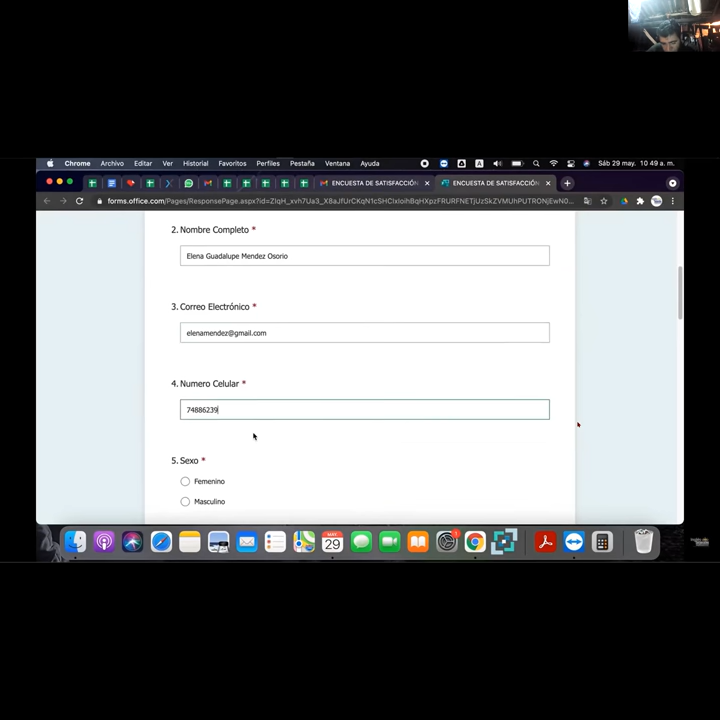 Chrome Archivo Editar Ver Historial Favoritos Perfiles Pestaña Ventana Ayuda
A
Sáb 29 may. 10 49 a. m.
ENCUESTA DE SATISFACCIÓN
ENCUESTA DE SATISFACCIÓN
2. Nombre Completo *
Elena Guadalupe Mendez Osorio
3. Correo Electrónico *
elenamendez@gmail.com
4. Numero Celular *
74886239
5. Sexo *
Femenino
Masculino
29